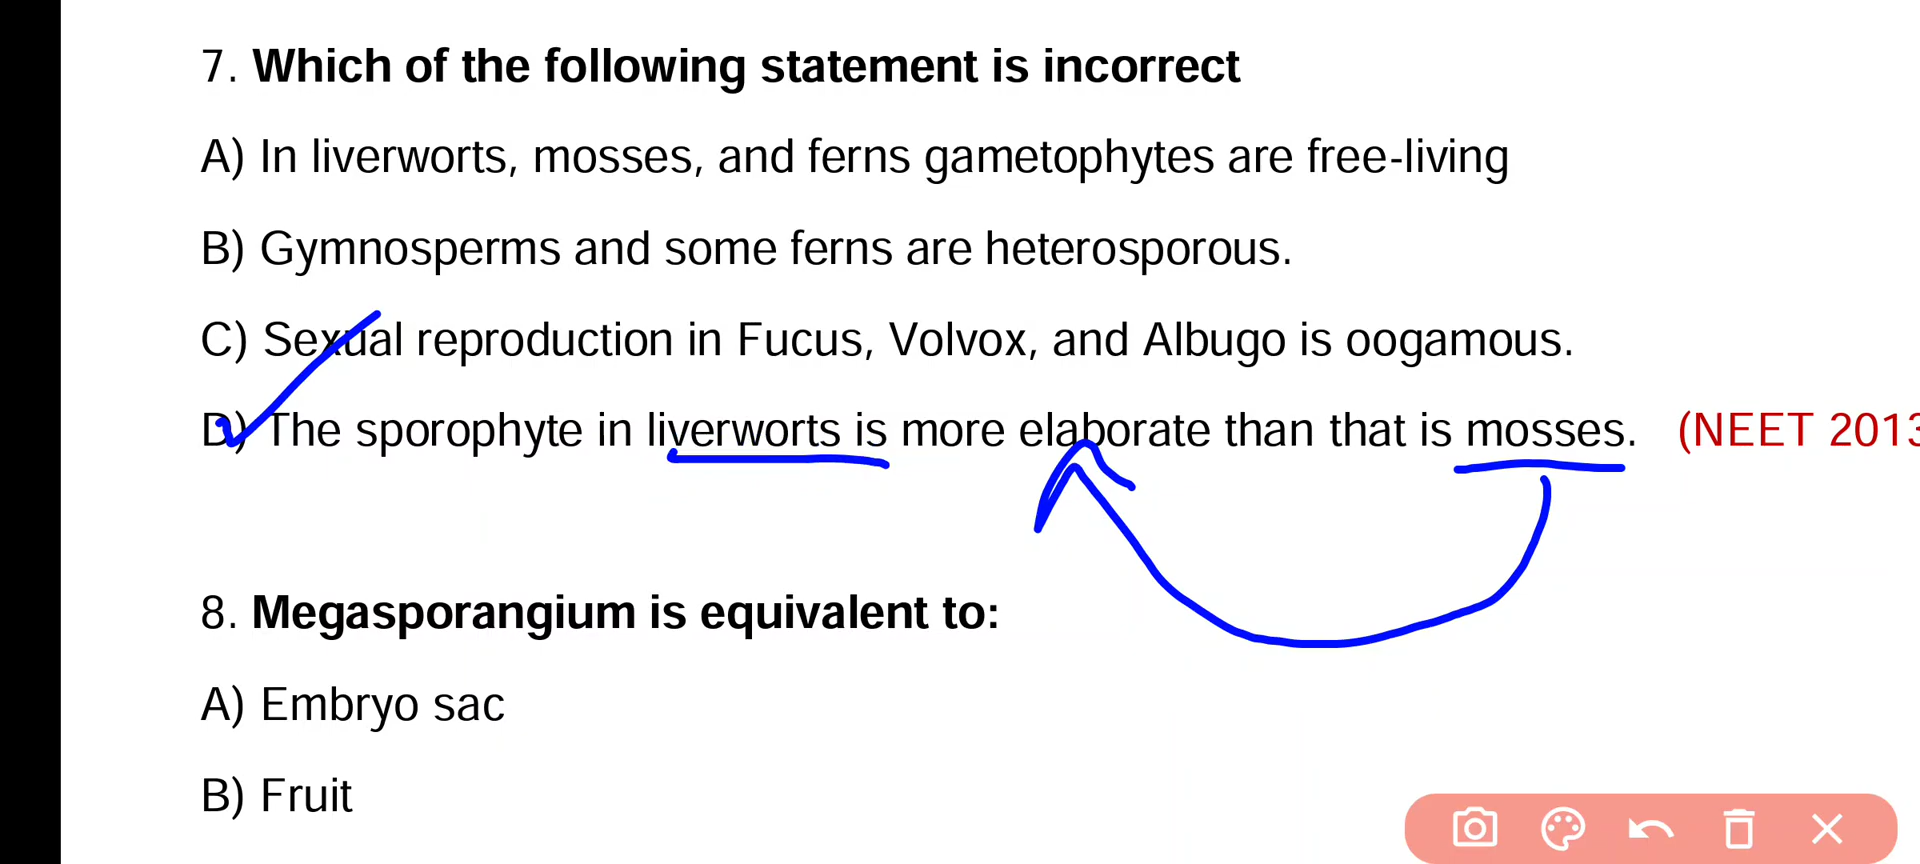 7. Which of the following statement is incorrect
A) In liverworts, mosses, and ferns gametophytes are free-living
B) Gymnosperms and some ferns are heterosporous.
C) Sexual reproduction in Fucus, Volvox, and Albugo is oogamous.
D) The sporophyte in liverworts is more elaborate than that is mosses. (NEET 2013
8. Megasporangium is equivalent to:
A) Embryo sac
B) Fruit